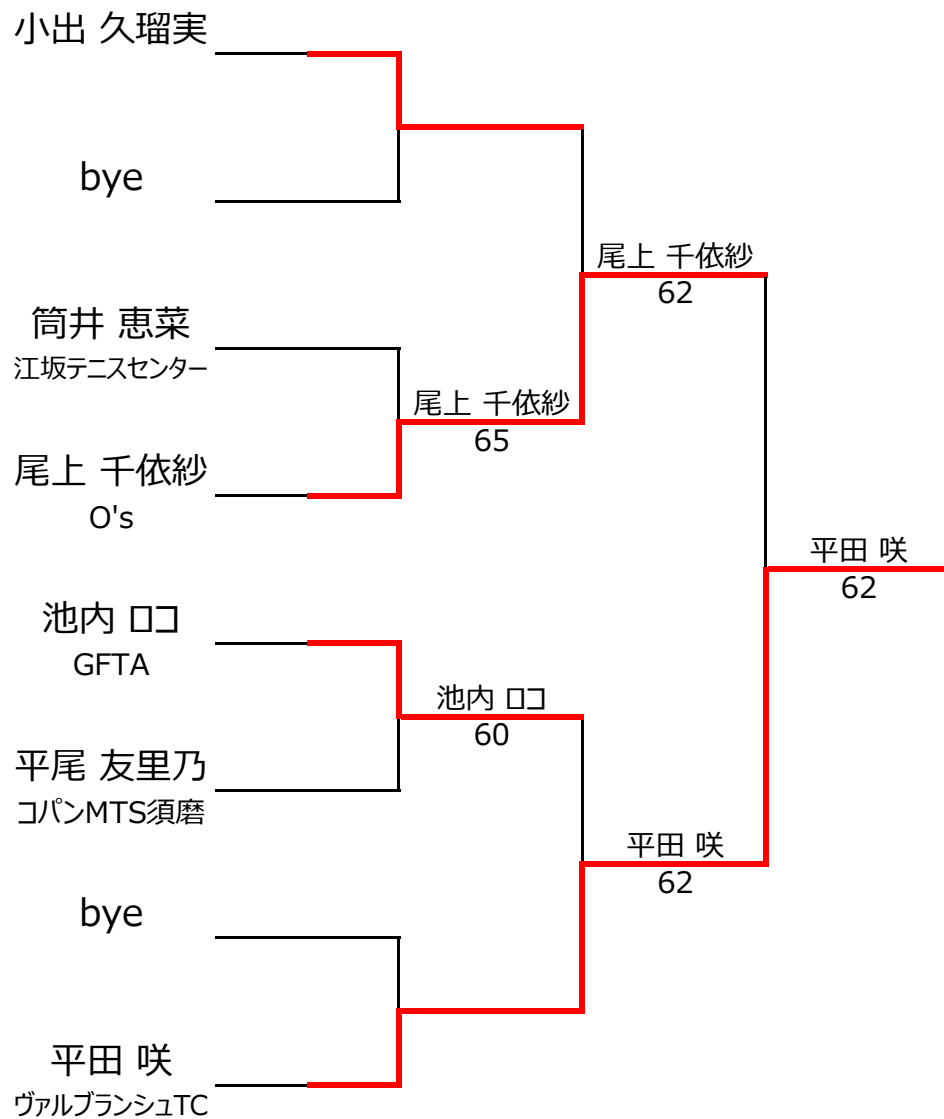 小出 久瑠実
bye
尾上 千依紗
62
筒井 恵菜
江坂テニスセンター
尾上 千依紗
65
尾上 千依紗
O's
平田 咲
62
池内 ロコ
GFTA
池内 ロコ
60
平尾 友里乃
コパンMTS須磨
平田 咲
62
bye
平田 咲
ヴァルブランシュTC